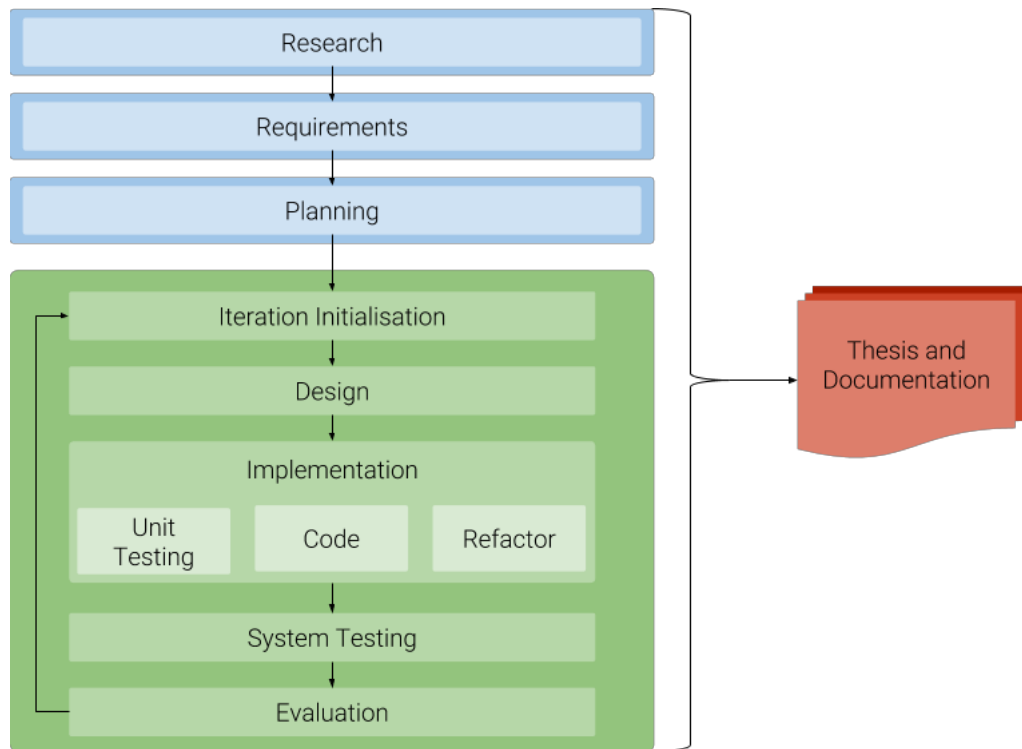 Research
Requirements
Planning
Iteration Initialisation
Design
Implementation
Unit
Testing
Code
Refactor
System Testing
Evaluation
Thesis and
Documentation